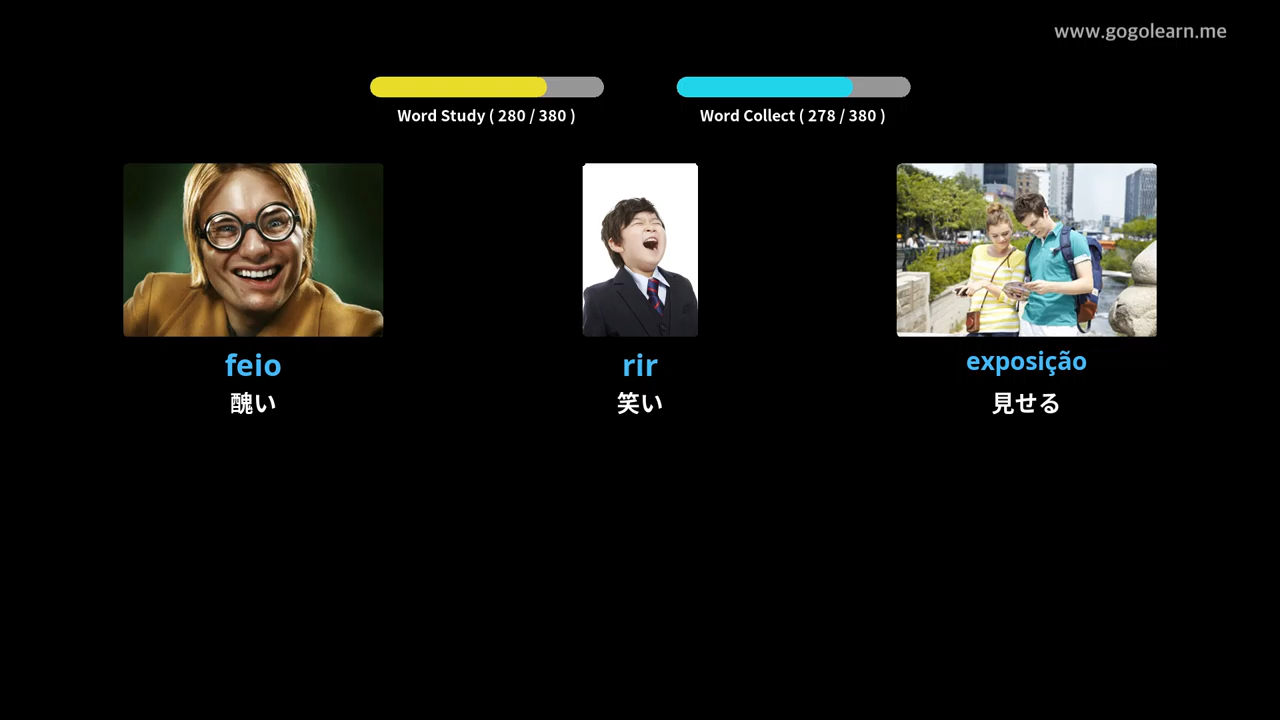 www.gogolearn.me
Word Study ( 280 / 380 )
Word Collect ( 278 / 380 )
feio
rir
exposição
醜い
笑い
見せる